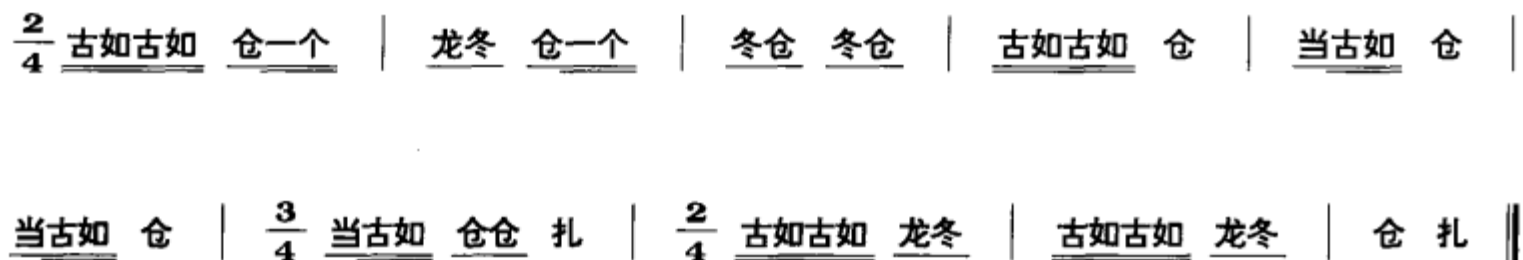 2/4 古如古如 仓一个 | 龙冬 仓一个 | 冬仓 冬仓 | 古如古如 仓 | 当古如 仓 |
当古如 仓 | 3/4 当古如 仓仓 扎 | 2/4 古如古如 龙冬 | 古如古如 龙冬 | 仓 扎 ‖